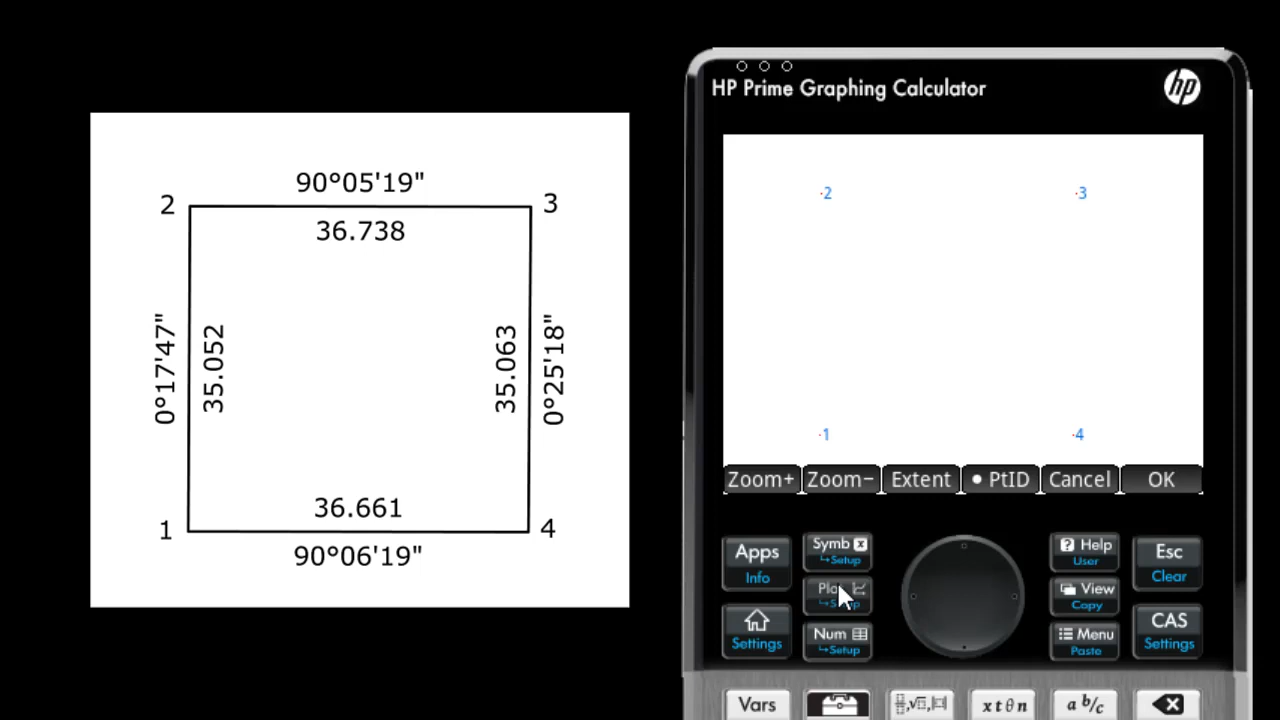 HP Prime Graphing Calculator
hp
90°05'19"
2
3
36.738
0°17'47"
35.052
35.063
0°25'18"
36.661
1
4
90°06'19"
2
3
1
4
Zoom+ Zoom− Extent • PtID Cancel OK
Apps
Info
Symb x
↳Setup
Help
User
Esc
Clear
View
Copy
Settings
Num
↳Setup
Menu
Paste
CAS
Settings
Vars
x t θ n
a b/c